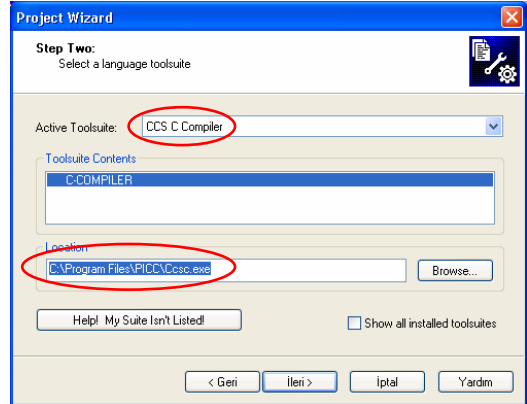 Project Wizard
Step Two:
Select a language toolsuite
Active Toolsuite: CCS C Compiler
Toolsuite Contents
C-COMPILER
Location
C:\Program Files\PICC\Ccsc.exe Browse...
Help! My Suite Isn't Listed! Show all installed toolsuites
< Geri İleri > İptal Yardım